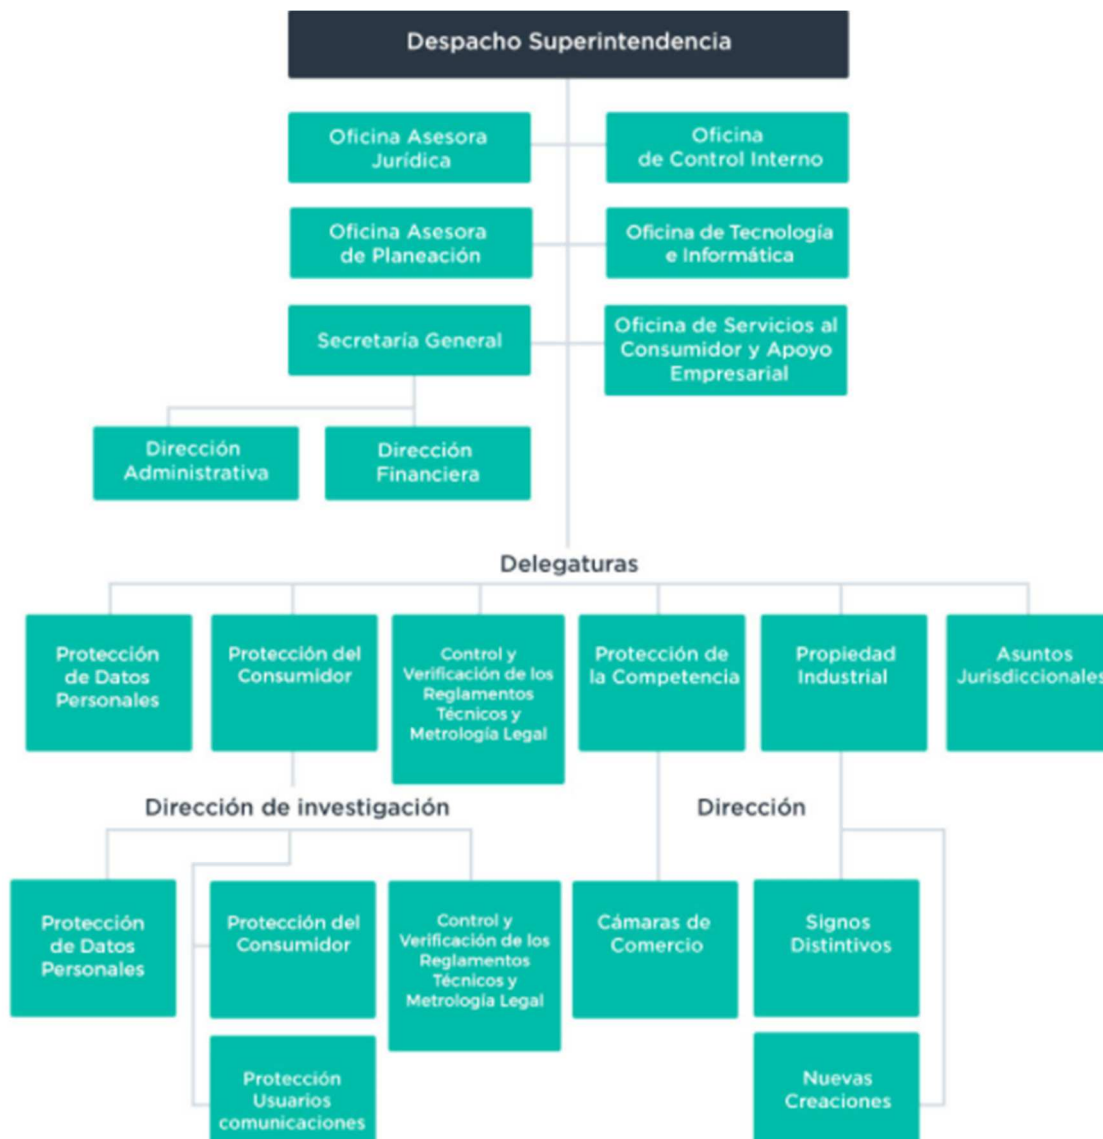 Despacho Superintendencia
Oficina Asesora
Jurídica
Oficina
de Control Interno
Oficina Asesora
de Planeación
Oficina de Tecnología
e Informática
Secretaría General
Oficina de Servicios al
Consumidor y Apoyo
Empresarial
Dirección
Administrativa
Dirección
Financiera
Delegaturas
Protección
de Datos
Personales
Protección del
Consumidor
Control y
Verificación de los
Reglamentos
Técnicos y
Metrología Legal
Protección de
la Competencia
Propiedad
Industrial
Asuntos
Jurisdiccionales
Dirección de investigación
Dirección
Protección
de Datos
Personales
Protección del
Consumidor
Control y
Verificación de los
Reglamentos
Técnicos y
Metrología Legal
Cámaras de
Comercio
Signos
Distintivos
Protección
Usuarios
comunicaciones
Nuevas
Creaciones